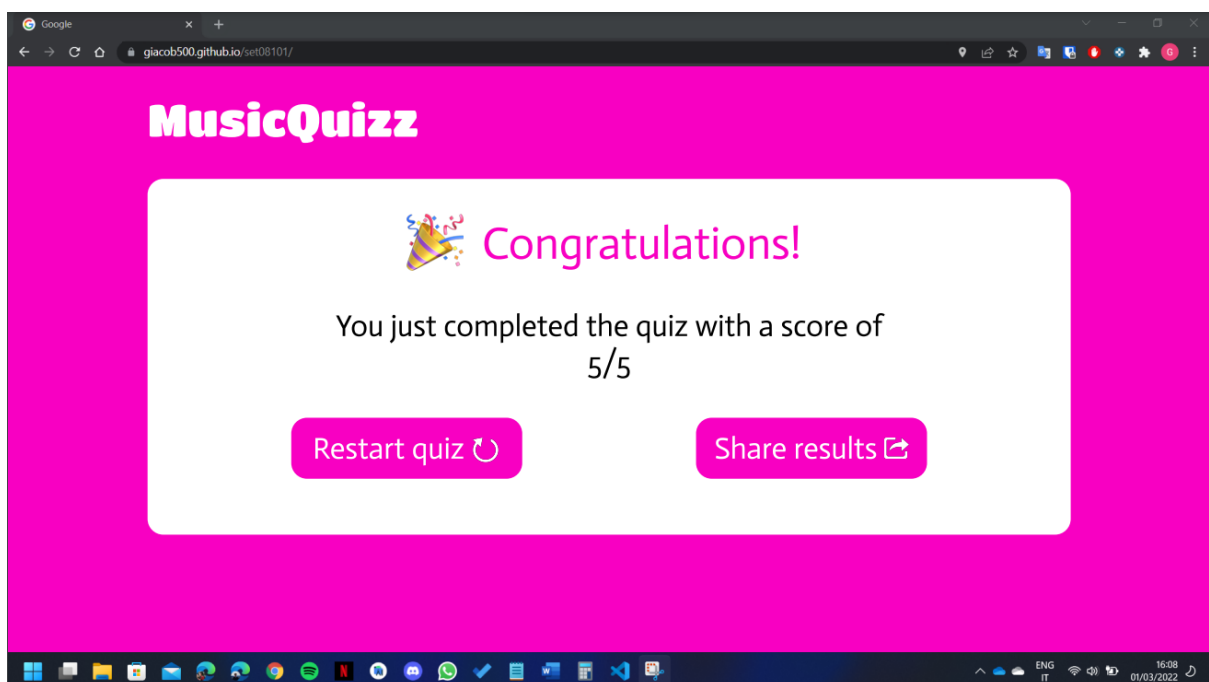 Google
giacob500.github.io/set08101/
G
MusicQuizz
Congratulations!
You just completed the quiz with a score of
5/5
Restart quiz
Share results
N
ENG
IT
16:08
01/03/2022